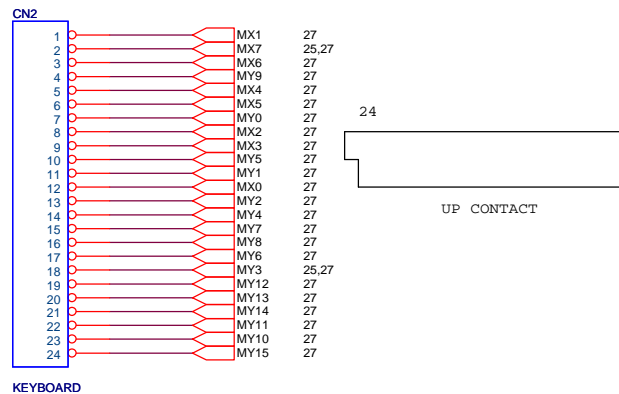 CN2
1 MX1 27
2 MX7 25,27
3 MX6 27
4 MY9 27
5 MX4 27
6 MX5 27
7 MY0 27
8 MX2 27
9 MX3 27
10 MY5 27
11 MY1 27
12 MX0 27
13 MY2 27
14 MY4 27
15 MY7 27
16 MY8 27
17 MY6 27
18 MY3 25,27
19 MY12 27
20 MY13 27
21 MY14 27
22 MY11 27
23 MY10 27
24 MY15 27
KEYBOARD
24
UP CONTACT